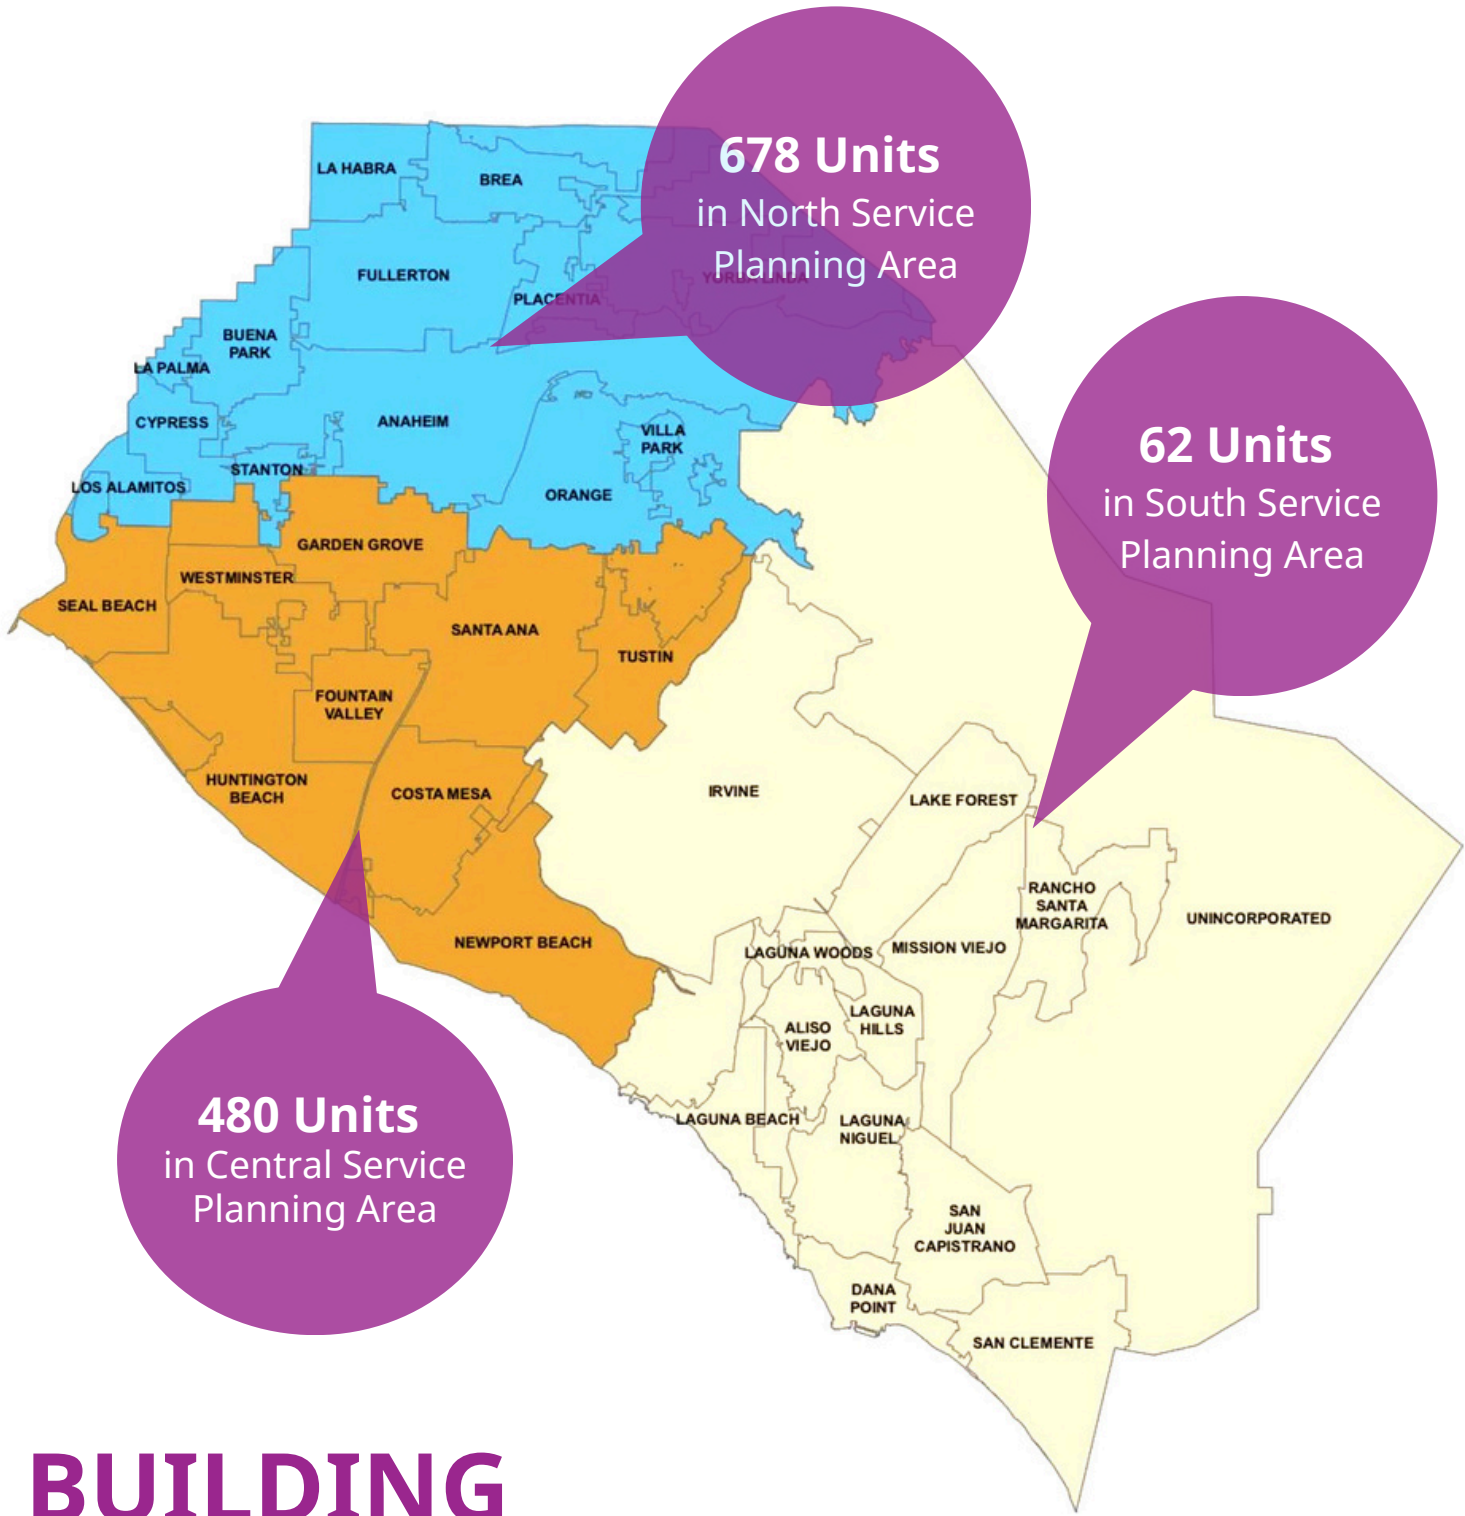 678 Units
in North Service
Planning Area
LA HABRA
BREA
YORBA LINDA
FULLERTON
PLACENTIA
BUENA
PARK
LA PALMA
CYPRESS
ANAHEIM
VILLA
PARK
STANTON
LOS ALAMITOS
ORANGE
62 Units
in South Service
Planning Area
GARDEN GROVE
WESTMINSTER
SEAL BEACH
SANTA ANA
TUSTIN
FOUNTAIN
VALLEY
HUNTINGTON
BEACH
COSTA MESA
IRVINE
LAKE FOREST
RANCHO
SANTA
MARGARITA
UNINCORPORATED
NEWPORT BEACH
LAGUNA WOODS
MISSION VIEJO
LAGUNA
HILLS
ALISO
VIEJO
480 Units
in Central Service
Planning Area
LAGUNA BEACH
LAGUNA
NIGUEL
SAN
JUAN
CAPISTRANO
DANA
POINT
SAN CLEMENTE
BUILDING